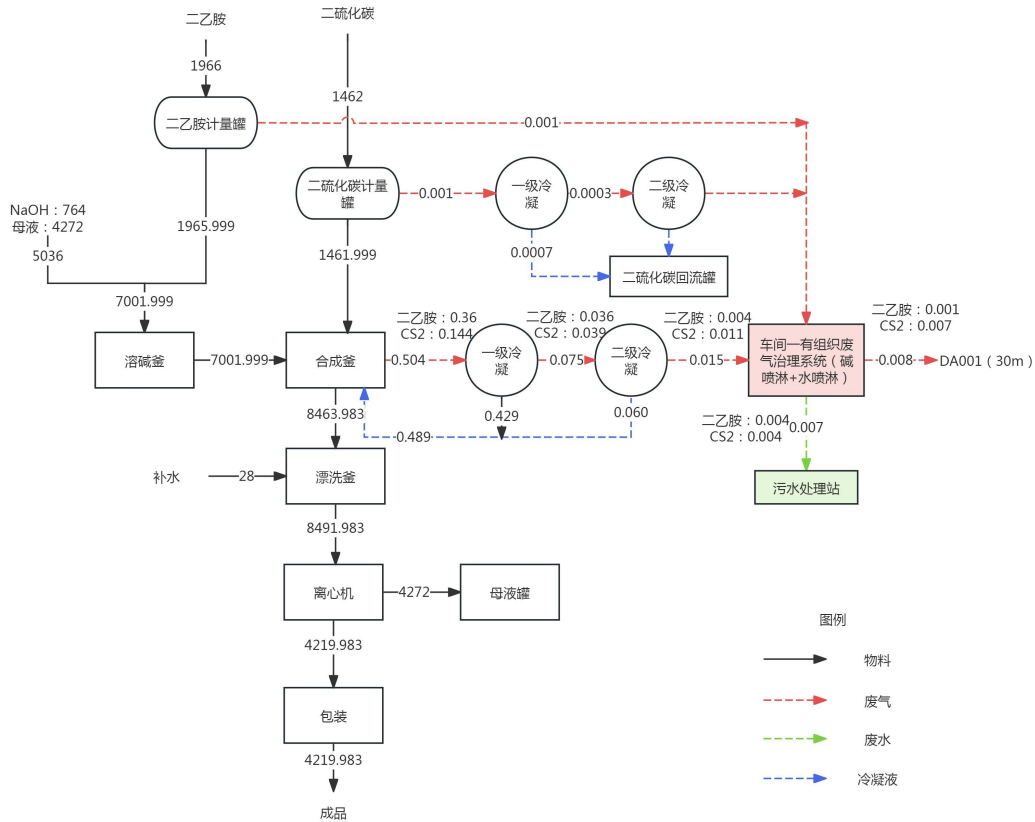 二乙胺
二硫化碳
1966
1462
二乙胺计量罐
0.001
二硫化碳计量
罐
0.001
一级冷
凝
0.0003
二级冷
凝
NaOH：764
母液：4272
5036
1965.999
1461.999
0.0007
二硫化碳回流罐
7001.999
溶碱釜
7001.999
合成釜
二乙胺：0.36
CS2：0.144
0.504
一级冷
凝
二乙胺：0.036
CS2：0.039
0.075
二级冷
凝
二乙胺：0.004
CS2：0.011
0.015
车间一有组织废
气治理系统（碱
喷淋+水喷淋）
二乙胺：0.001
CS2：0.007
0.008
DA001（30m）
8463.983
0.429
0.060
0.489
二乙胺：0.004
CS2：0.004
0.007
补水
28
漂洗釜
污水处理站
8491.983
离心机
4272
母液罐
4219.983
包装
4219.983
成品
图例
物料
废气
废水
冷凝液